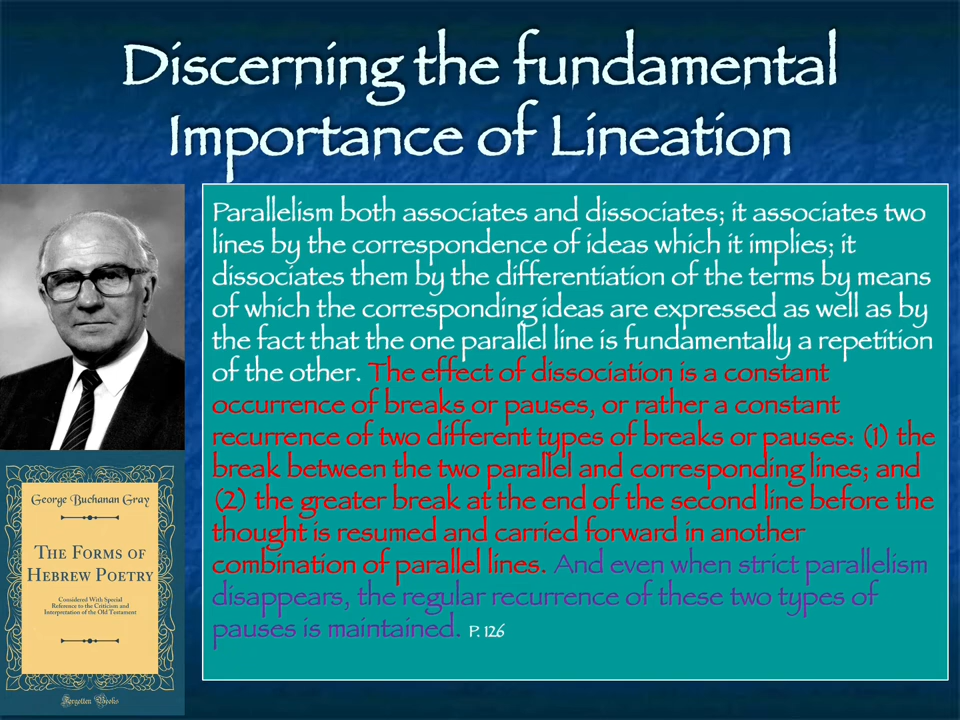 Discerning the fundamental
Importance of Lineation
Parallelism both associates and dissociates; it associates two
lines by the correspondence of ideas which it implies; it
dissociates them by the differentiation of the terms by means
of which the corresponding ideas are expressed as well as by
the fact that the one parallel line is fundamentally a repetition
of the other. The effect of dissociation is a constant
occurrence of breaks or pauses, or rather a constant
recurrence of two different types of breaks or pauses: (1) the
break between the two parallel and corresponding lines; and
(2) the greater break at the end of the second line before the
thought is resumed and carried forward in another
combination of parallel lines. And even when strict parallelism
disappears, the regular recurrence of these two types of
pauses is maintained. P. 126
George Buchanan Gray
The Forms of
Hebrew Poetry
Considered With Special
Reference to the Criticism and
Interpretation of the Old Testament
Forgotten Books